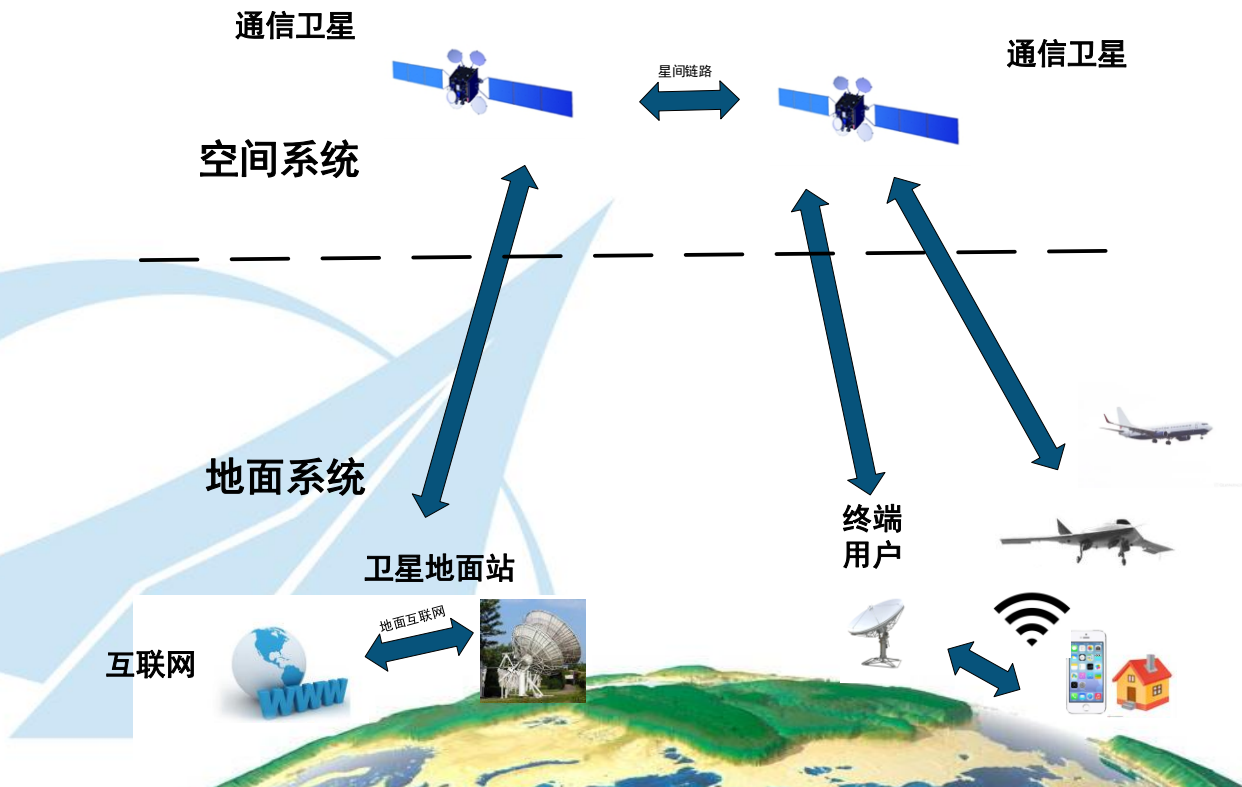 通信卫星
通信卫星
星间链路
空间系统
地面系统
终端
用户
卫星地面站
地面互联网
互联网
www